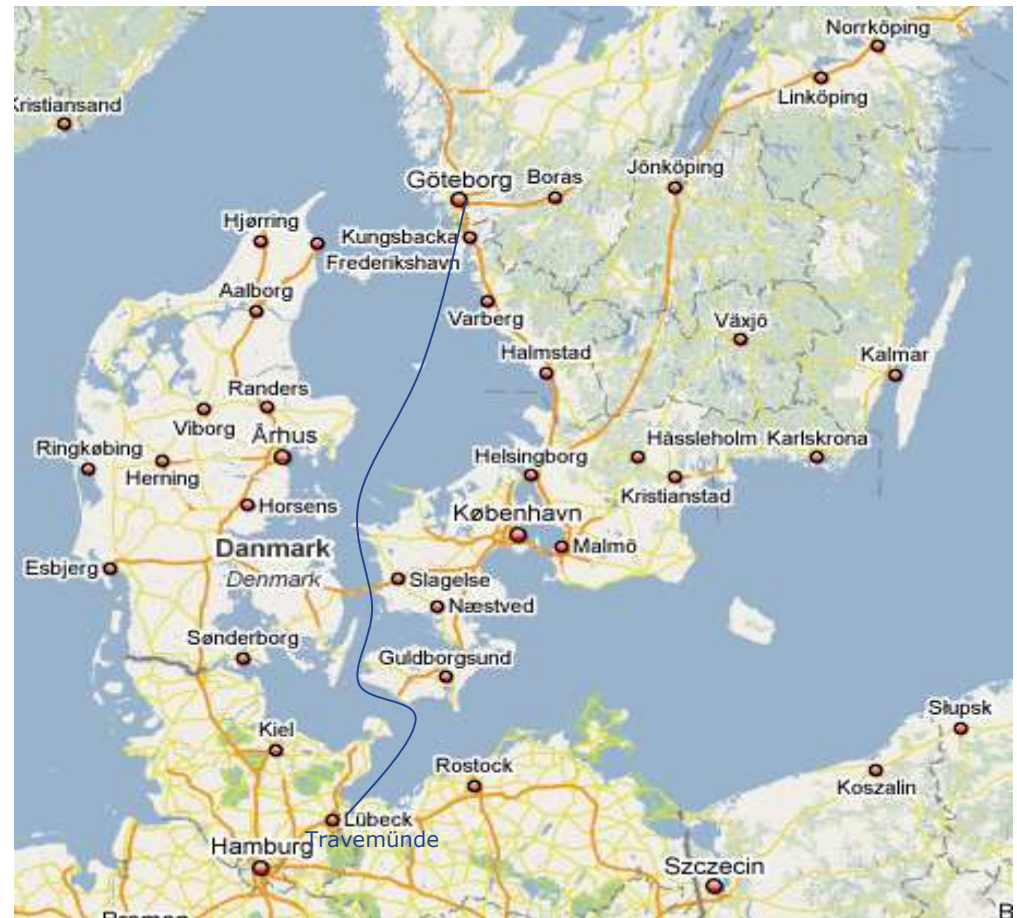 Norrköping
Linköping
Kristiansand
Jönköping
Göteborg
Borås
Hjørring
Kungsbacka
Frederikshavn
Aalborg
Varberg
Växjö
Halmstad
Kalmar
Randers
Viborg
Århus
Ringkøbing
Herning
Helsingborg
Hässleholm
Karlskrona
Kristianstad
Horsens
København
Malmö
Danmark
Denmark
Esbjerg
Slagelse
Næstved
Sønderborg
Guldborgsund
Kiel
Słupsk
Rostock
Koszalin
Lübeck
Travemünde
Hamburg
Szczecin